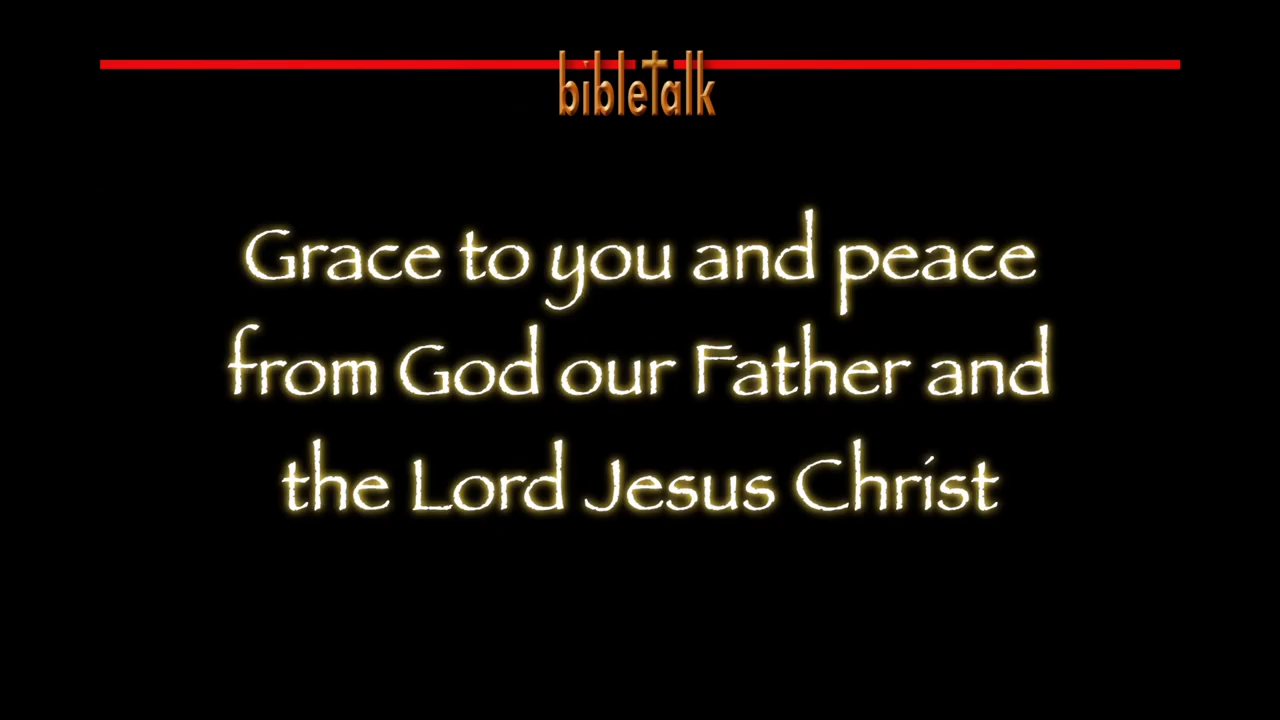 bibleTalk
Grace to you and peace
from God our Father and
the Lord Jesus Christ